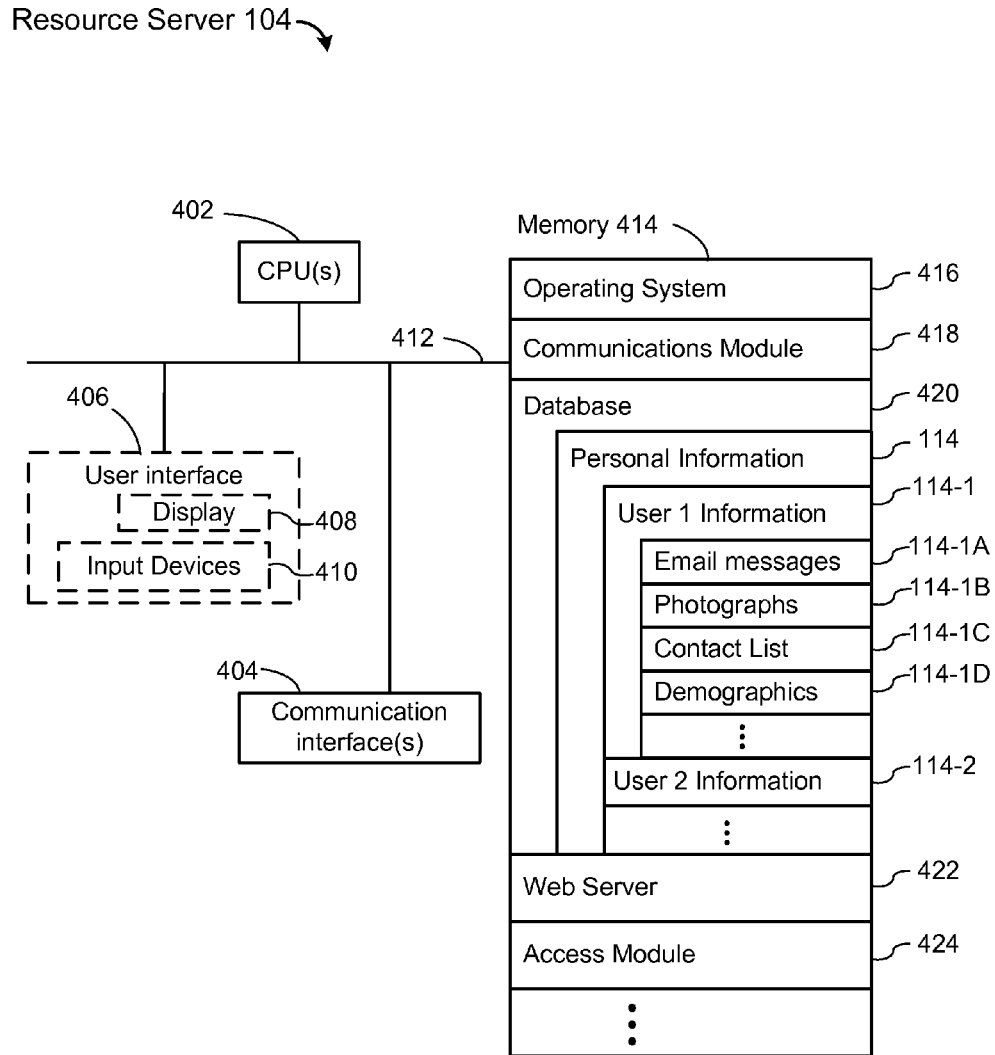 Resource Server 104
402
CPU(s)
412
406
User interface
Display
408
Input Devices
410
404
Communication
interface(s)
Memory 414
Operating System
416
Communications Module
418
Database
420
Personal Information
114
User 1 Information
114-1
Email messages
114-1A
Photographs
114-1B
Contact List
114-1C
Demographics
114-1D
User 2 Information
114-2
Web Server
422
Access Module
424